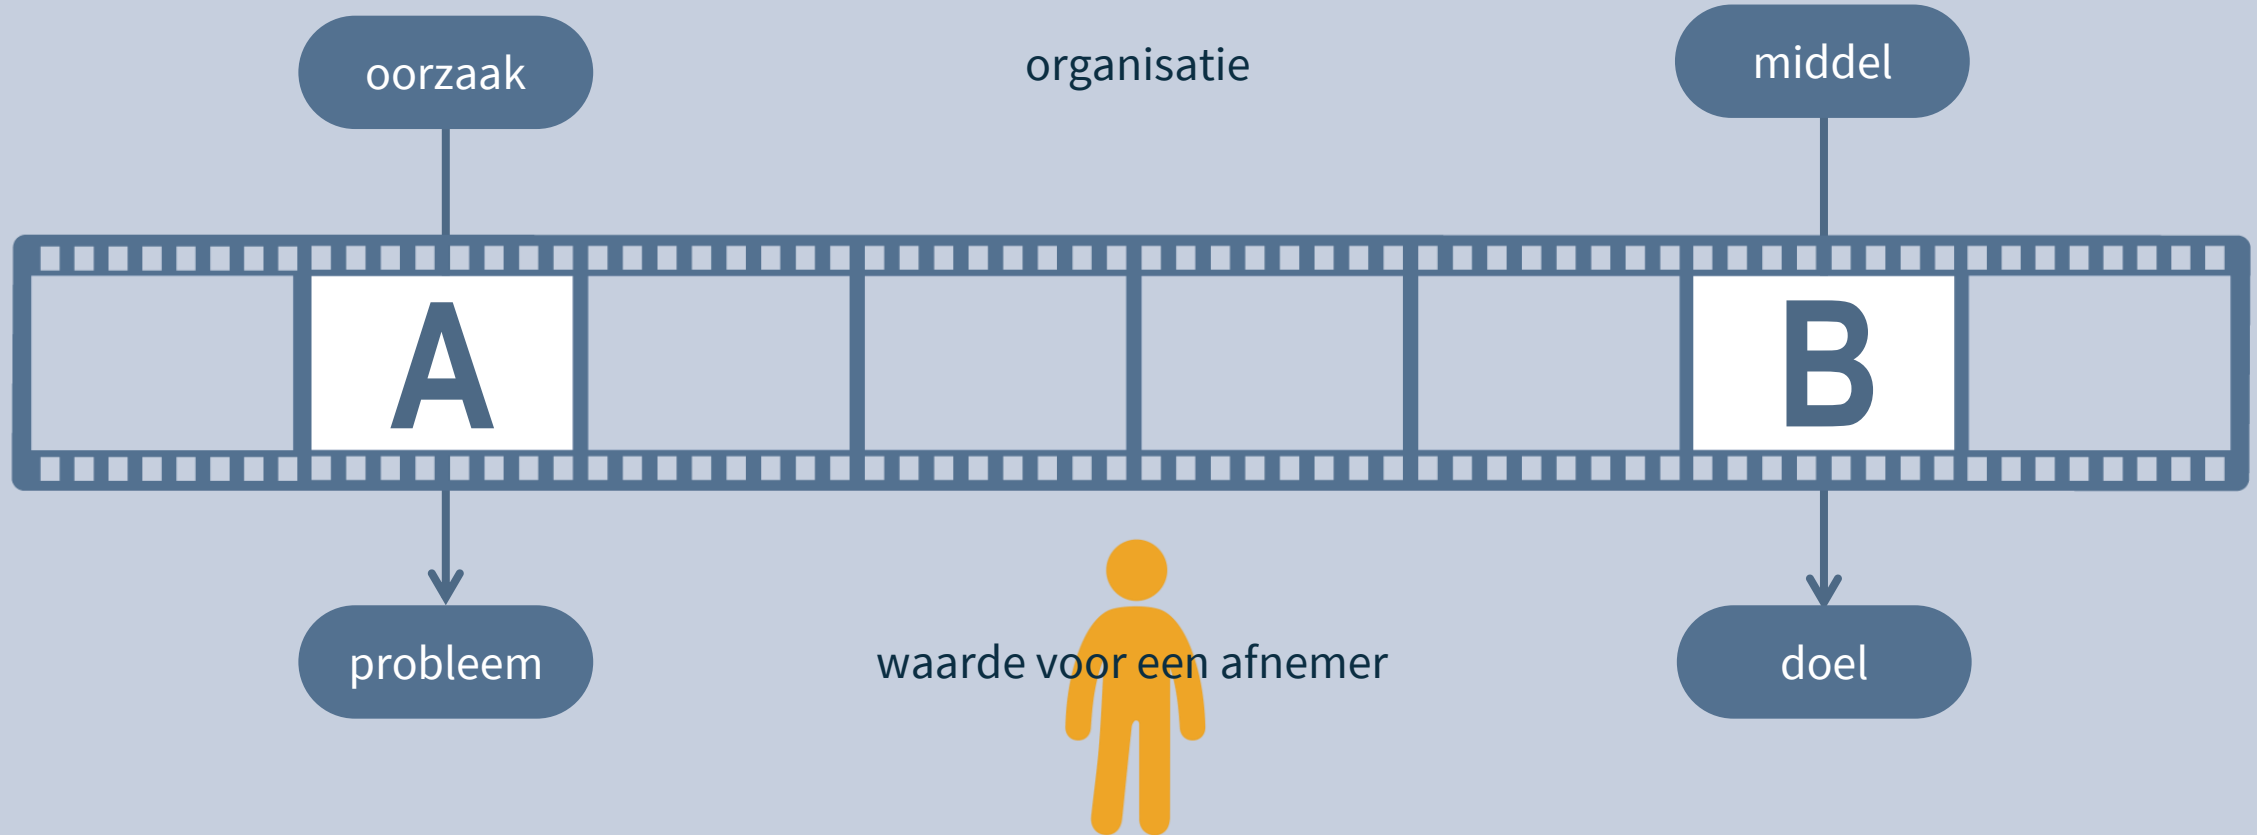 oorzaak
organisatie
middel
A
B
probleem
waarde voor een afnemer
doel